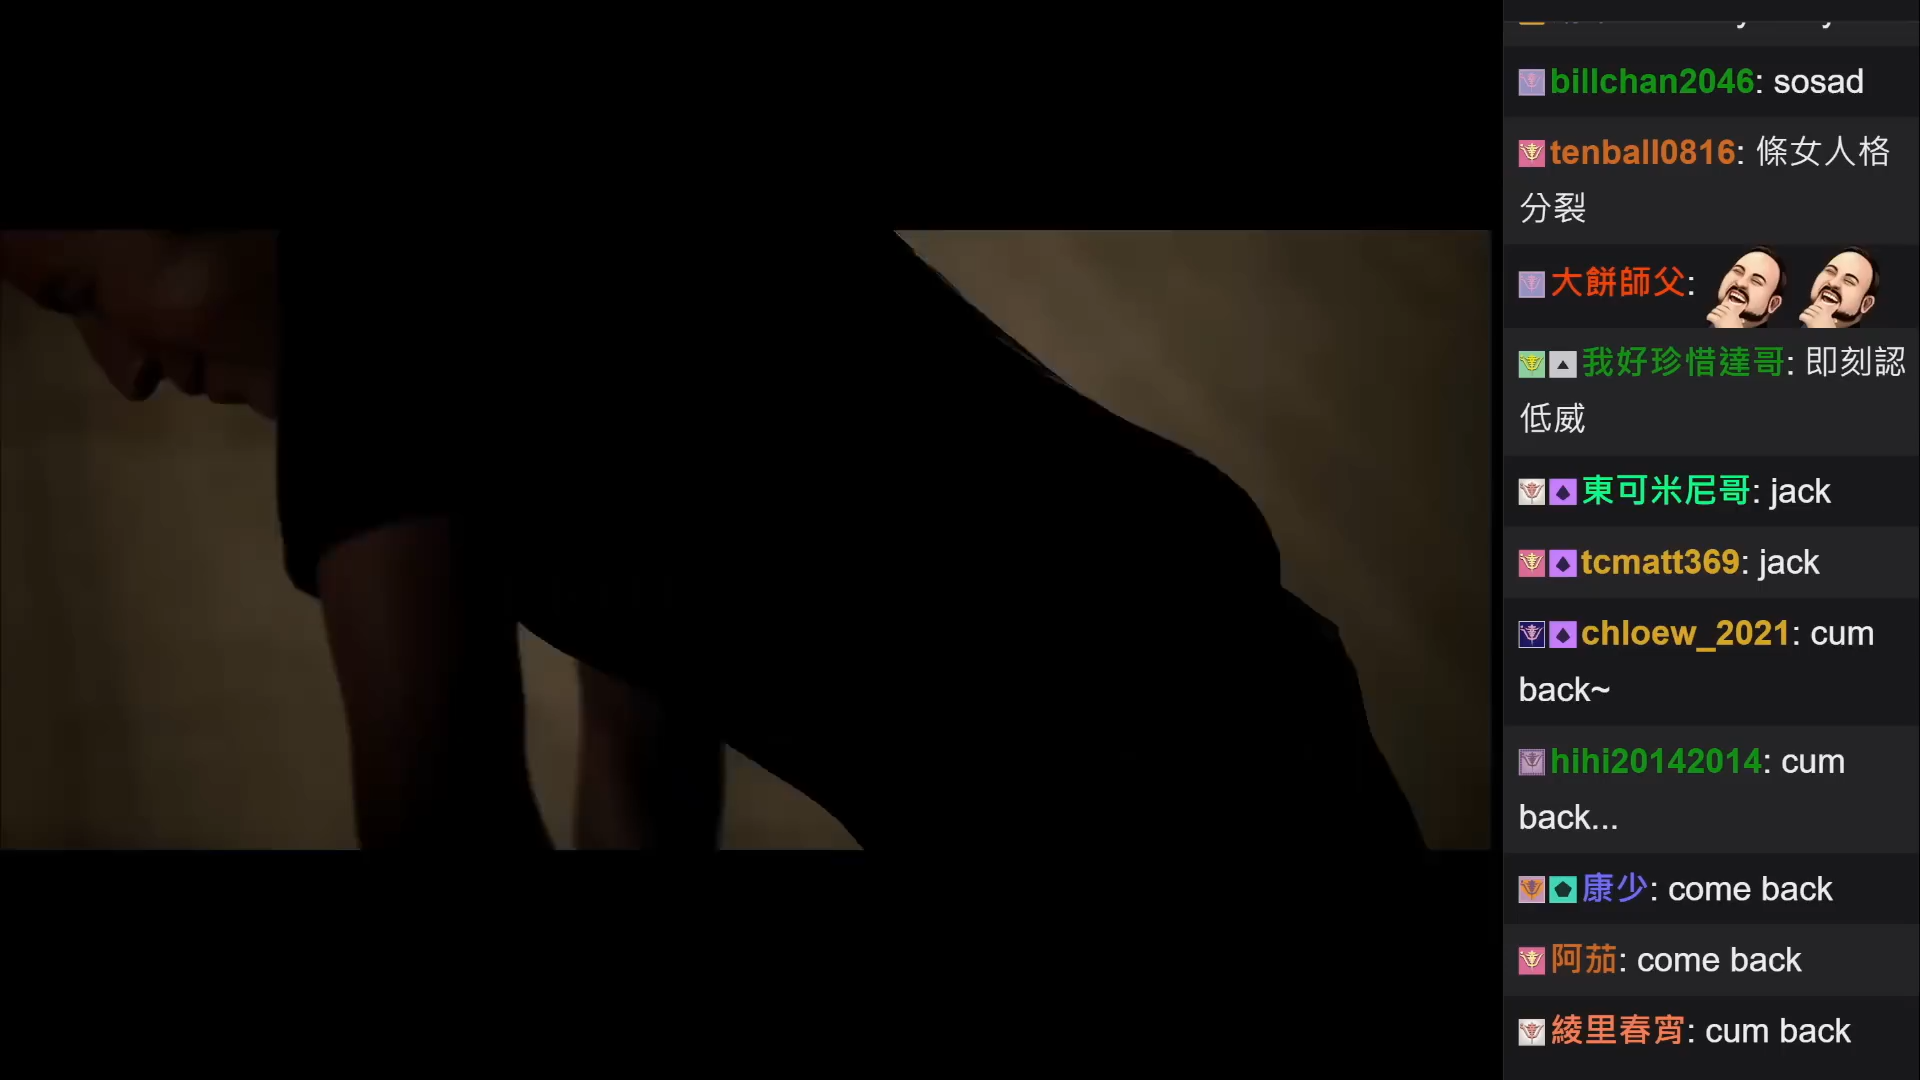 billchan2046: sosad
tenball0816: 條女人格
分裂
大餅師父:
我好珍惜達哥: 即刻認
低威
東可米尼哥: jack
tcmatt369: jack
chloew_2021: cum
back~
hihi20142014: cum
back...
康少: come back
阿茄: come back
綾里春宵: cum back